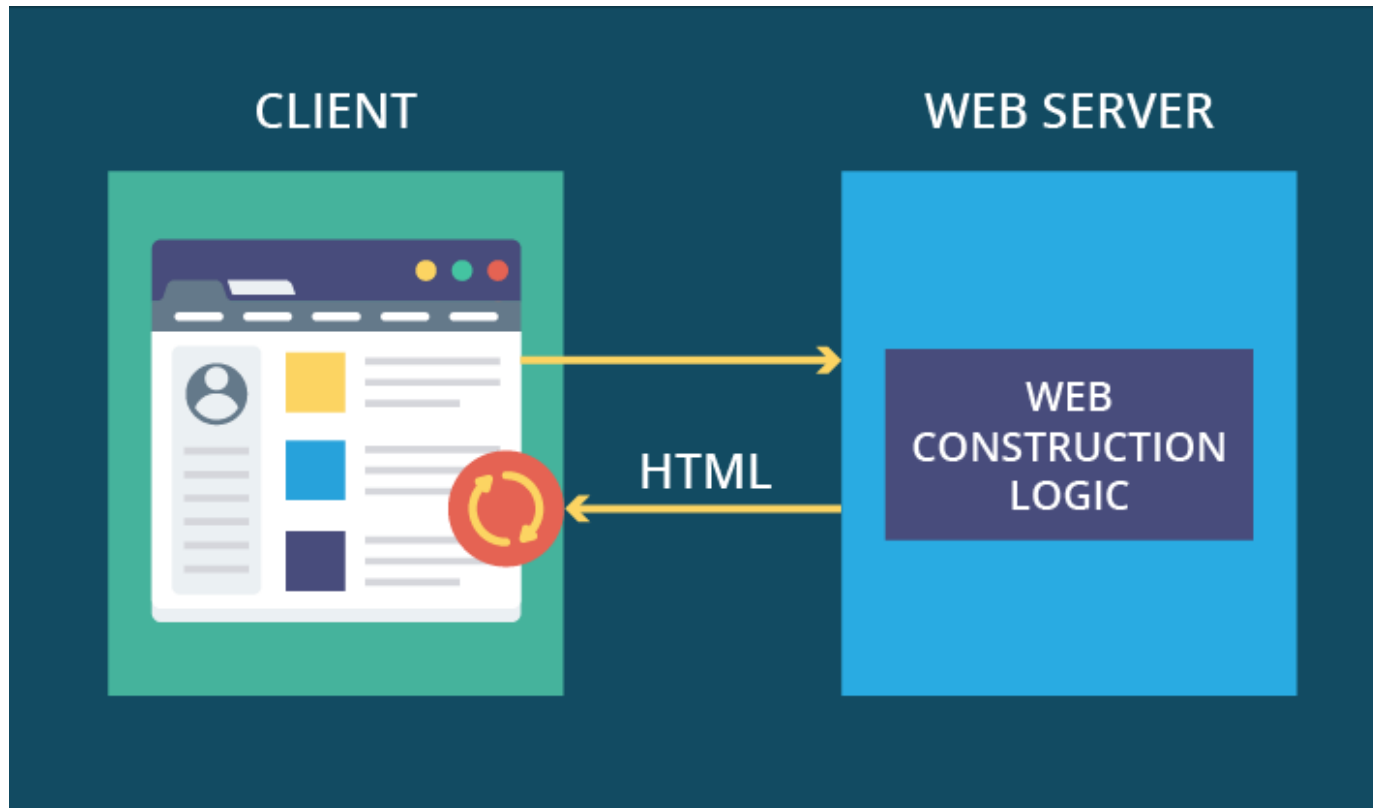 CLIENT
WEB SERVER
HTML
WEB
CONSTRUCTION
LOGIC